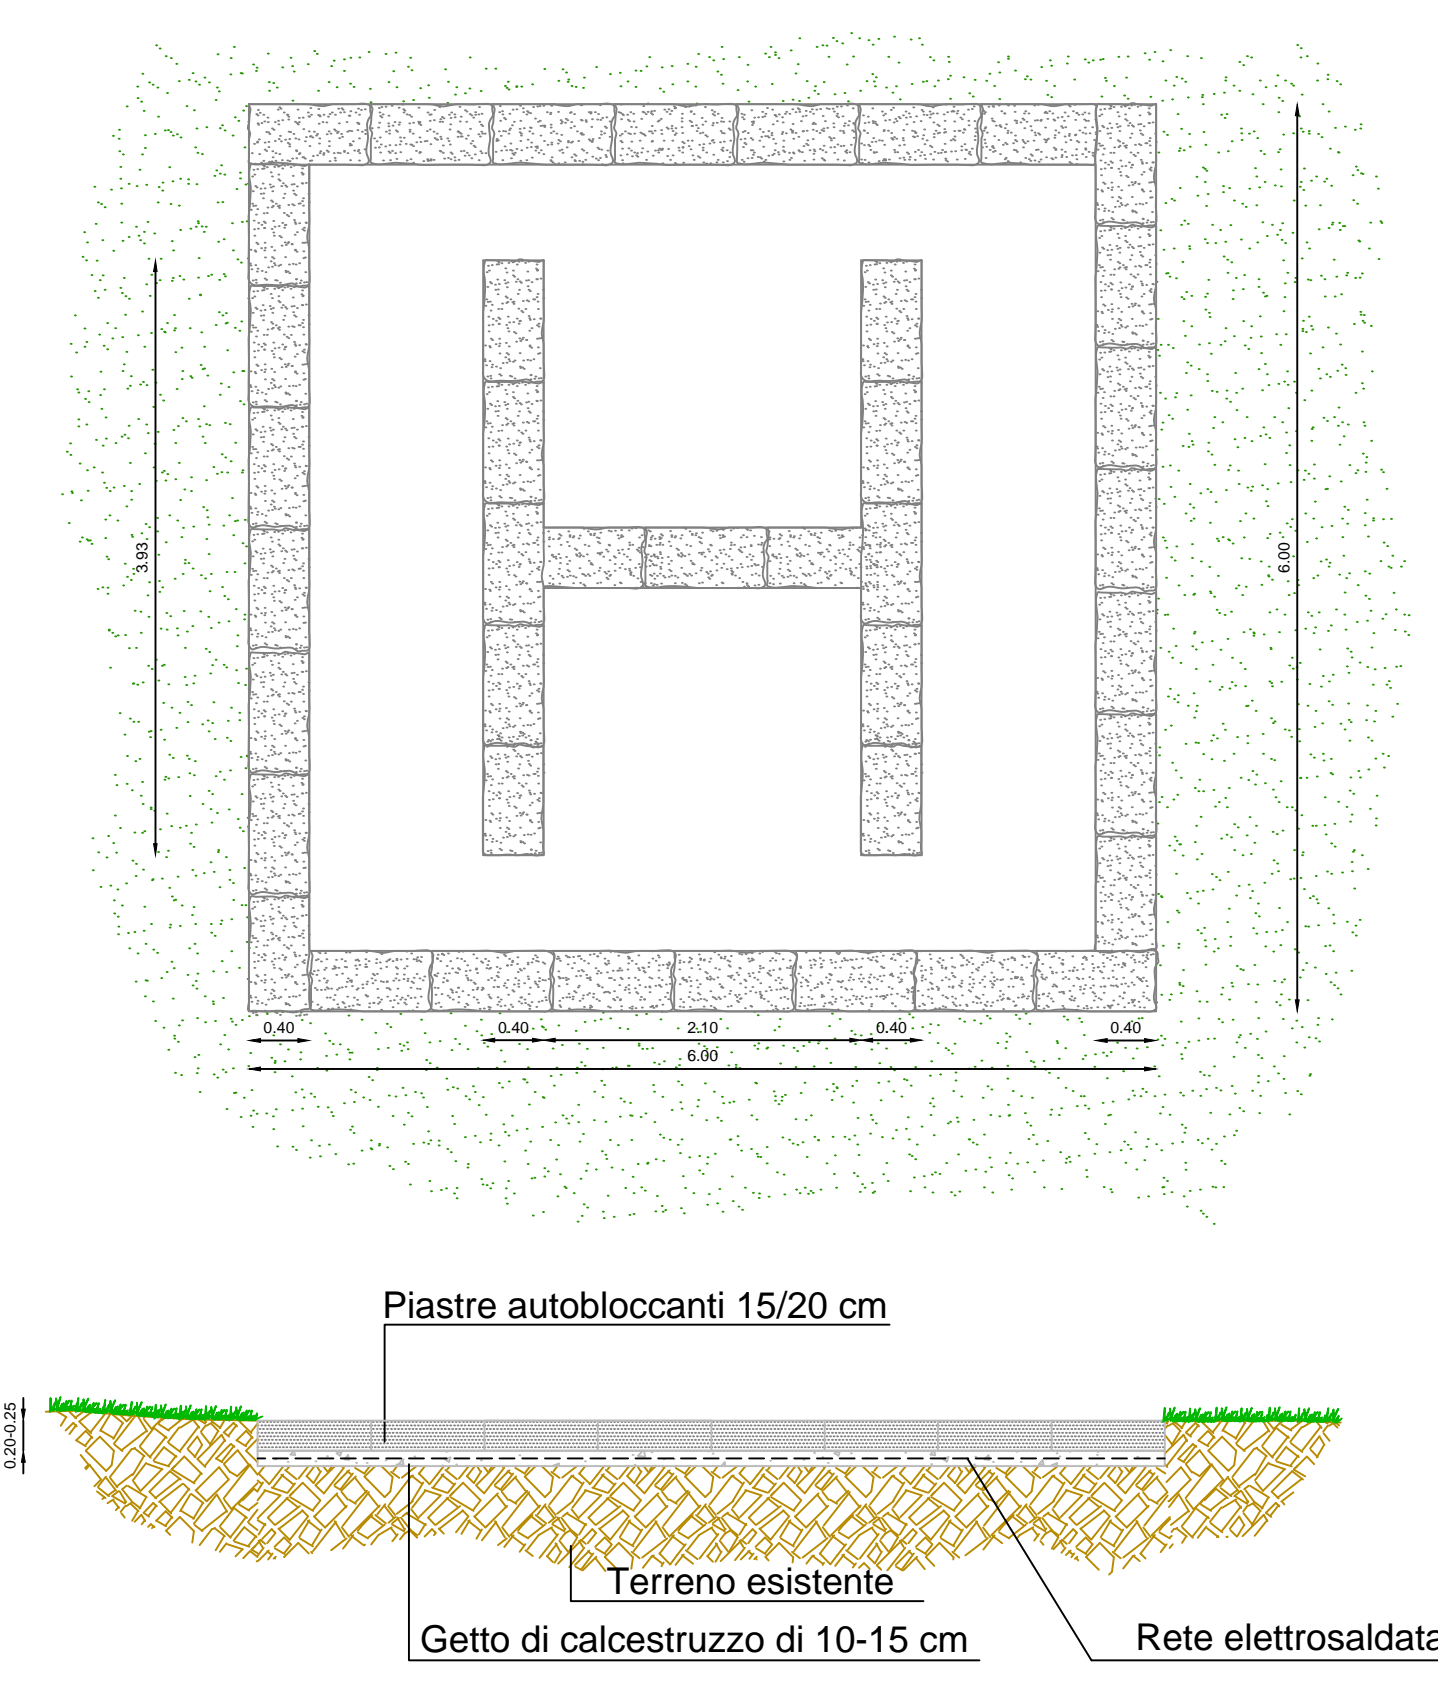 3.93
6.00
0.40
0.40
2.10
0.40
0.40
6.00
Piastre autobloccanti 15/20 cm
0.20-0.25
Terreno esistente
Getto di calcestruzzo di 10-15 cm
Rete elettrosaldata